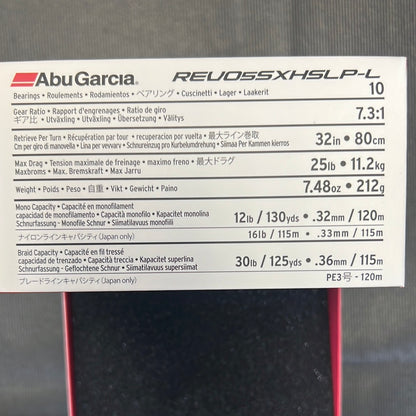 AbuGarcia REVO5SXHSLP-L
Bearings • Roulements • Rodamientos • ベアリング • Cuscinetti • Lager • Laakerit 10
Gear Ratio • Rapport d'engrenages • Ratio de giro
ギア比 • Utväxling • Utväxling • Übersetzung • Välitys 7.3:1
Retrieve Per Turn • Récupération par tour • recuperacion por vuelta • 最大ライン巻取
Cm per giro di manovella • Lina per vevvarv • Schnureinzug pro Kurbelumdrehung • Siimaa Per Kammen kierros 32in • 80cm
Max Drag • Tension maximale de freinage • maximo freno • 最大ドラグ
Maxbroms • Max. Bremskraft • Max Jarru 25lb • 11.2kg
Weight • Poids • Peso • 自重 • Vikt • Gewicht • Paino 7.48oz • 212g
Mono Capacity • Capacité en monofilament
capacidad de monofilamento • Capacità monofilo • Kapacitet monolina
Schnurfassung - Monofile Schnur • Siimatilavuus monofiili 12lb / 130yds • .32mm / 120m
ナイロンラインキャパシティ (Japan only) 16lb / 115m • .33mm / 115m
Braid Capacity • Capacité en fil tressé
capacidad de trenzado • Capacità treccia • Kapacitet superlina
Schnurfassung - Geflochtene Schnur • Siimatilavuus supersiimat 30lb / 125yds • .36mm / 115m
ブレードラインキャパシティ (Japan only) PE3号 - 120m